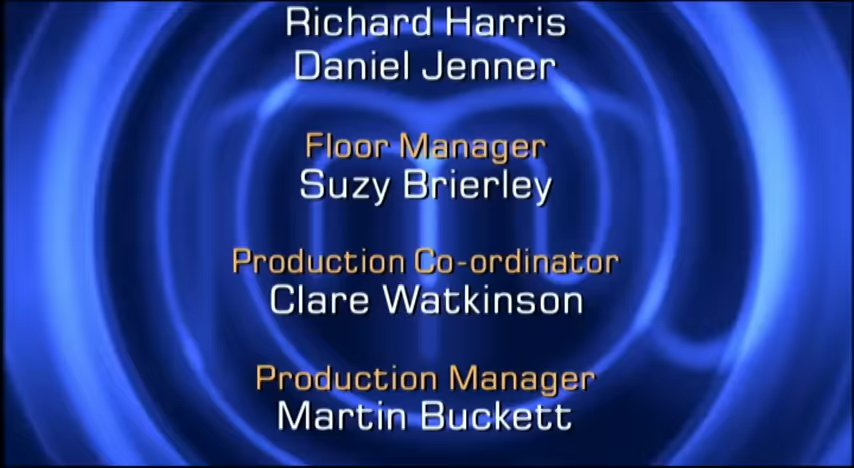 Richard Harris
Daniel Jenner
Floor Manager
Suzy Brierley
Production Co-ordinator
Clare Watkinson
Production Manager
Martin Buckett